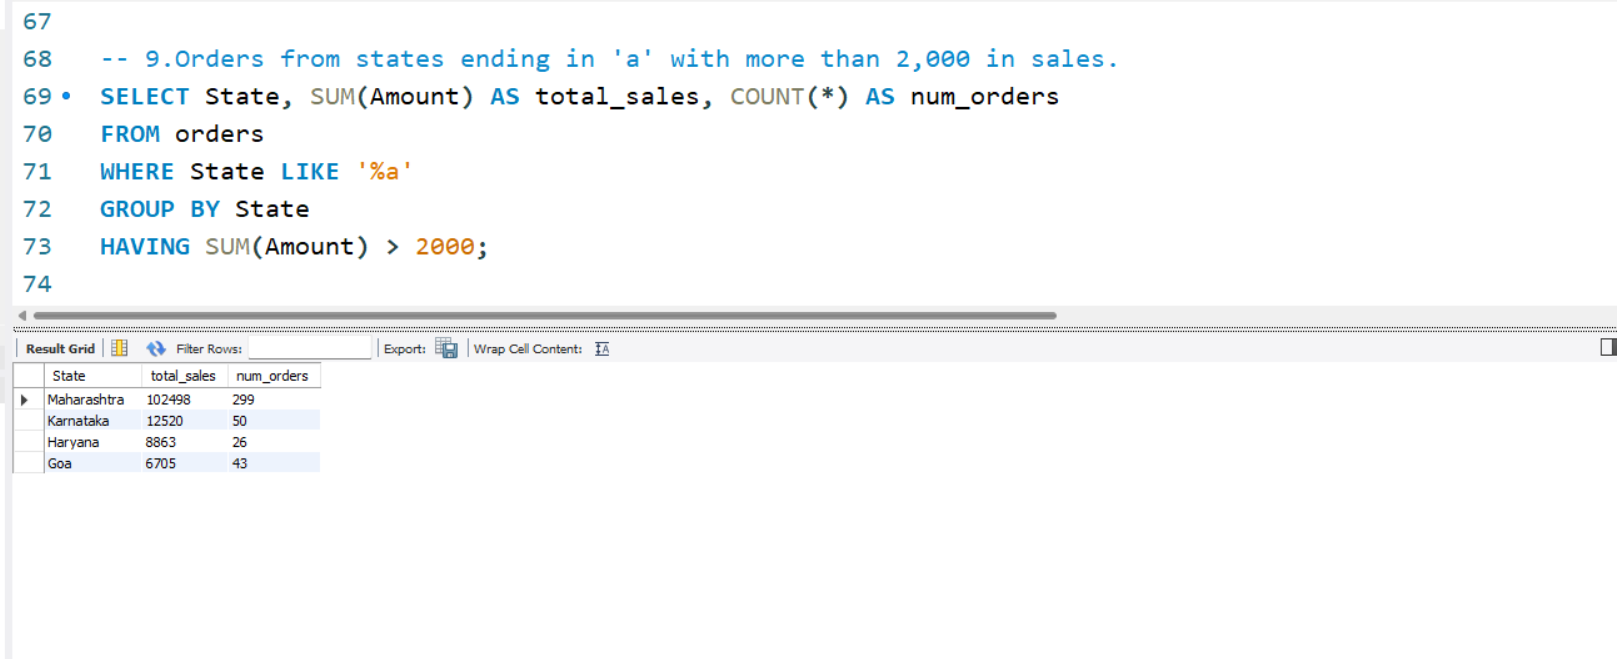 67
68 -- 9.Orders from states ending in 'a' with more than 2,000 in sales.
69 SELECT State, SUM(Amount) AS total_sales, COUNT(*) AS num_orders
70 FROM orders
71 WHERE State LIKE '%a'
72 GROUP BY State
73 HAVING SUM(Amount) > 2000;
74
Result Grid Filter Rows: Export: Wrap Cell Content:
State total_sales num_orders
Maharashtra 102498 299
Karnataka 12520 50
Haryana 8863 26
Goa 6705 43